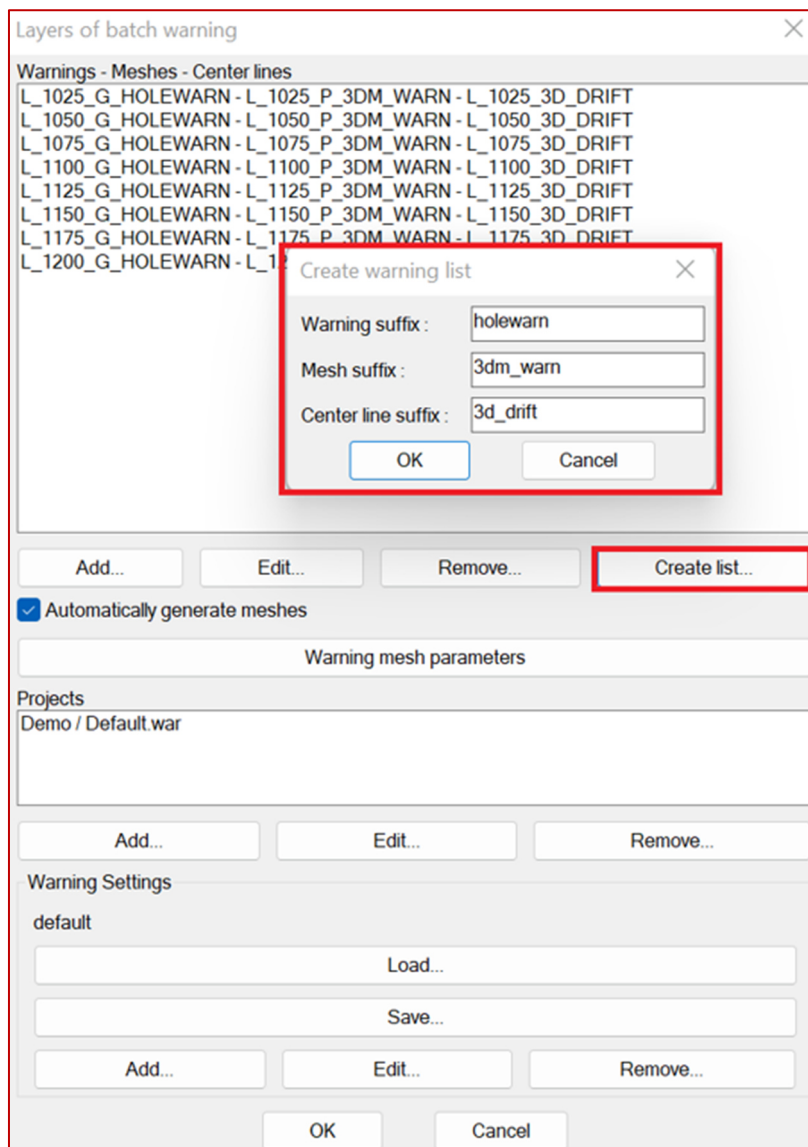 Layers of batch warning
Warnings - Meshes - Center lines
L_1025_G_HOLEWARN - L_1025_P_3DM_WARN - L_1025_3D_DRIFT
L_1050_G_HOLEWARN - L_1050_P_3DM_WARN - L_1050_3D_DRIFT
L_1075_G_HOLEWARN - L_1075_P_3DM_WARN - L_1075_3D_DRIFT
L_1100_G_HOLEWARN - L_1100_P_3DM_WARN - L_1100_3D_DRIFT
L_1125_G_HOLEWARN - L_1125_P_3DM_WARN - L_1125_3D_DRIFT
L_1150_G_HOLEWARN - L_1150_P_3DM_WARN - L_1150_3D_DRIFT
L_1175_G_HOLEWARN - L_1175_P_3DM_WARN - L_1175_3D_DRIFT
L_1200_G_HOLEWARN -
Create warning list
Warning suffix : holewarn
Mesh suffix : 3dm_warn
Center line suffix : 3d_drift
OK Cancel
Add... Edit... Remove... Create list...
Automatically generate meshes
Warning mesh parameters
Projects
Demo / Default.war
Add... Edit... Remove...
Warning Settings
default
Load...
Save...
Add... Edit... Remove...
OK Cancel